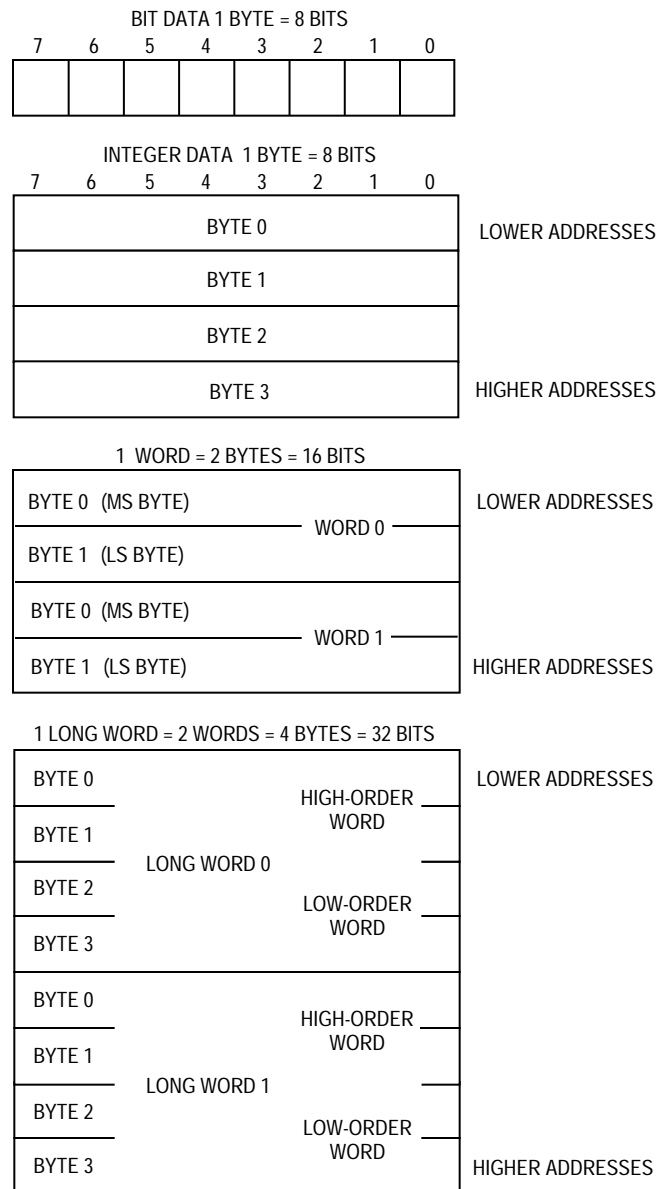 BIT DATA 1 BYTE = 8 BITS
7 6 5 4 3 2 1 0
INTEGER DATA 1 BYTE = 8 BITS
7 6 5 4 3 2 1 0
BYTE 0 LOWER ADDRESSES
BYTE 1
BYTE 2
BYTE 3 HIGHER ADDRESSES
1 WORD = 2 BYTES = 16 BITS
BYTE 0 (MS BYTE) LOWER ADDRESSES
WORD 0
BYTE 1 (LS BYTE)
BYTE 0 (MS BYTE)
WORD 1
BYTE 1 (LS BYTE) HIGHER ADDRESSES
1 LONG WORD = 2 WORDS = 4 BYTES = 32 BITS
BYTE 0 LOWER ADDRESSES
HIGH-ORDER
WORD
BYTE 1
LONG WORD 0
BYTE 2
LOW-ORDER
WORD
BYTE 3
BYTE 0
HIGH-ORDER
WORD
BYTE 1
LONG WORD 1
BYTE 2
LOW-ORDER
WORD
BYTE 3 HIGHER ADDRESSES